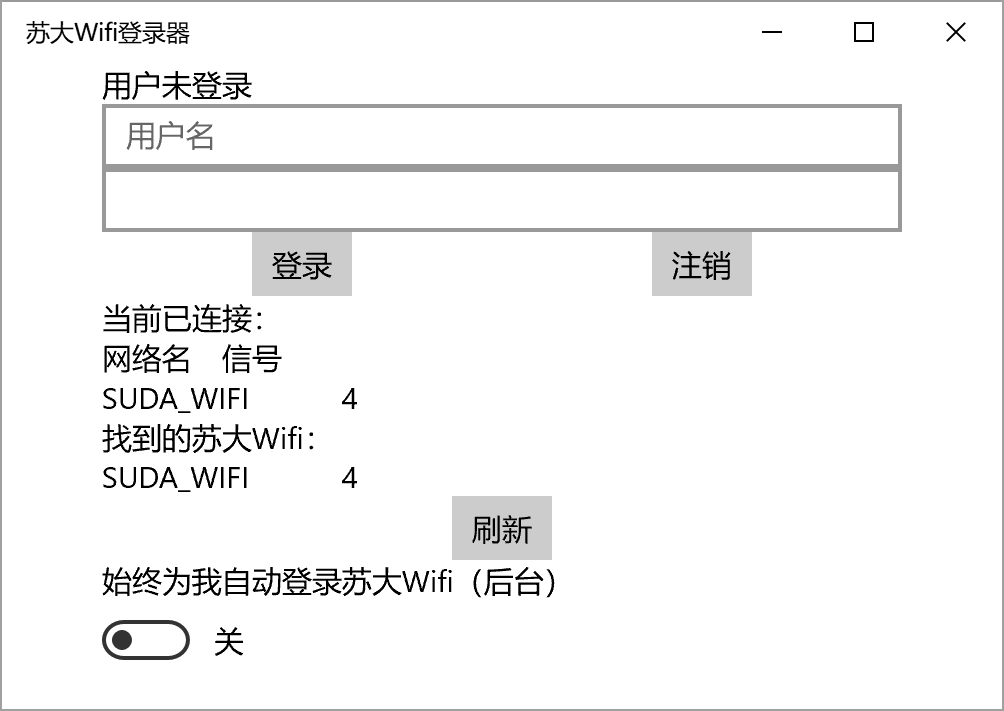 苏大Wifi登录器
用户未登录
用户名
登录 注销
当前已连接：
网络名 信号
SUDA_WIFI 4
找到的苏大Wifi：
SUDA_WIFI 4
刷新
始终为我自动登录苏大Wifi（后台）
关